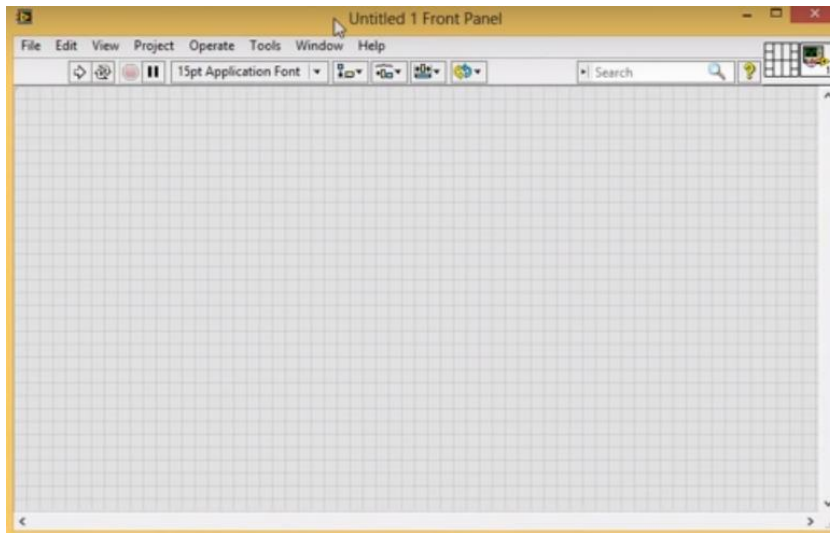 Untitled 1 Front Panel
File Edit View Project Operate Tools Window Help
15pt Application Font Search ?